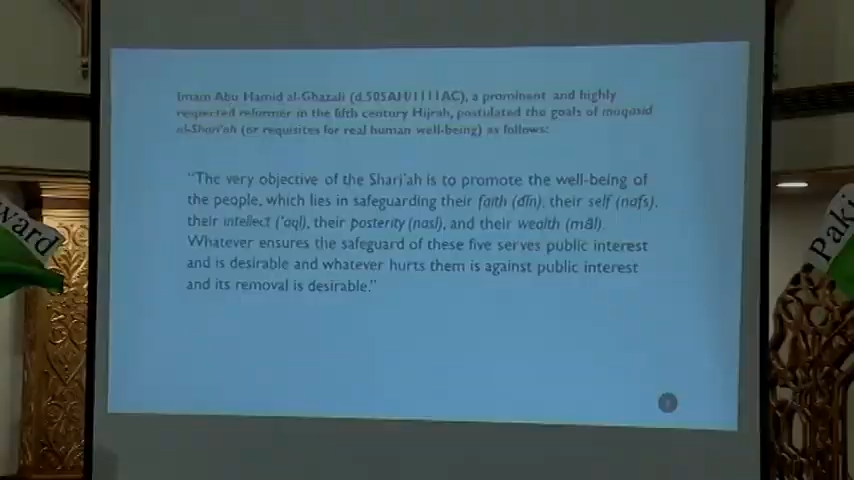 Imam Abu Hamid al-Ghazali (d.505AH/1111AC), a prominent and highly
respected reformer in the fifth century Hijrah, postulated the goals of maqasid
al-Shari'ah (or requisites for real human well-being) as follows:
"The very objective of the Shari'ah is to promote the well-being of
the people, which lies in safeguarding their faith (dīn), their self (nafs),
their intellect ('aql), their posterity (nasl), and their wealth (māl).
Whatever ensures the safeguard of these five serves public interest
and is desirable and whatever hurts them is against public interest
and its removal is desirable."
ward
Paki